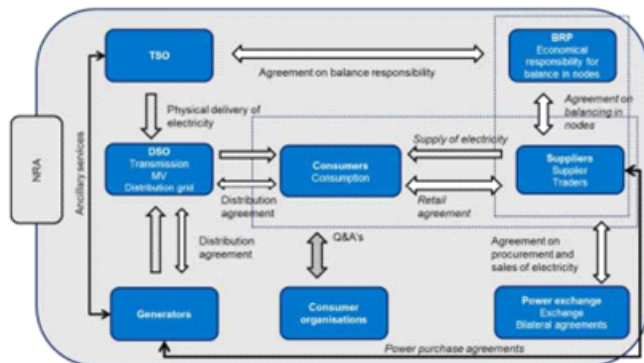 TSO
BRP
Economical
responsibility for
balance in nodes
Agreement on balance responsibility
Physical delivery of
electricity
Agreement on
balancing in
nodes
NRA
Ancillary services
DSO
Transmission
MV
Distribution grid
Supply of electricity
Consumers
Consumption
Suppliers
Supplier
Traders
Distribution
agreement
Retail
agreement
Distribution
agreement
Q&A's
Agreement on
procurement and
sales of electricity
Generators
Consumer
organisations
Power exchange
Exchange
Bilateral agreements
Power purchase agreements